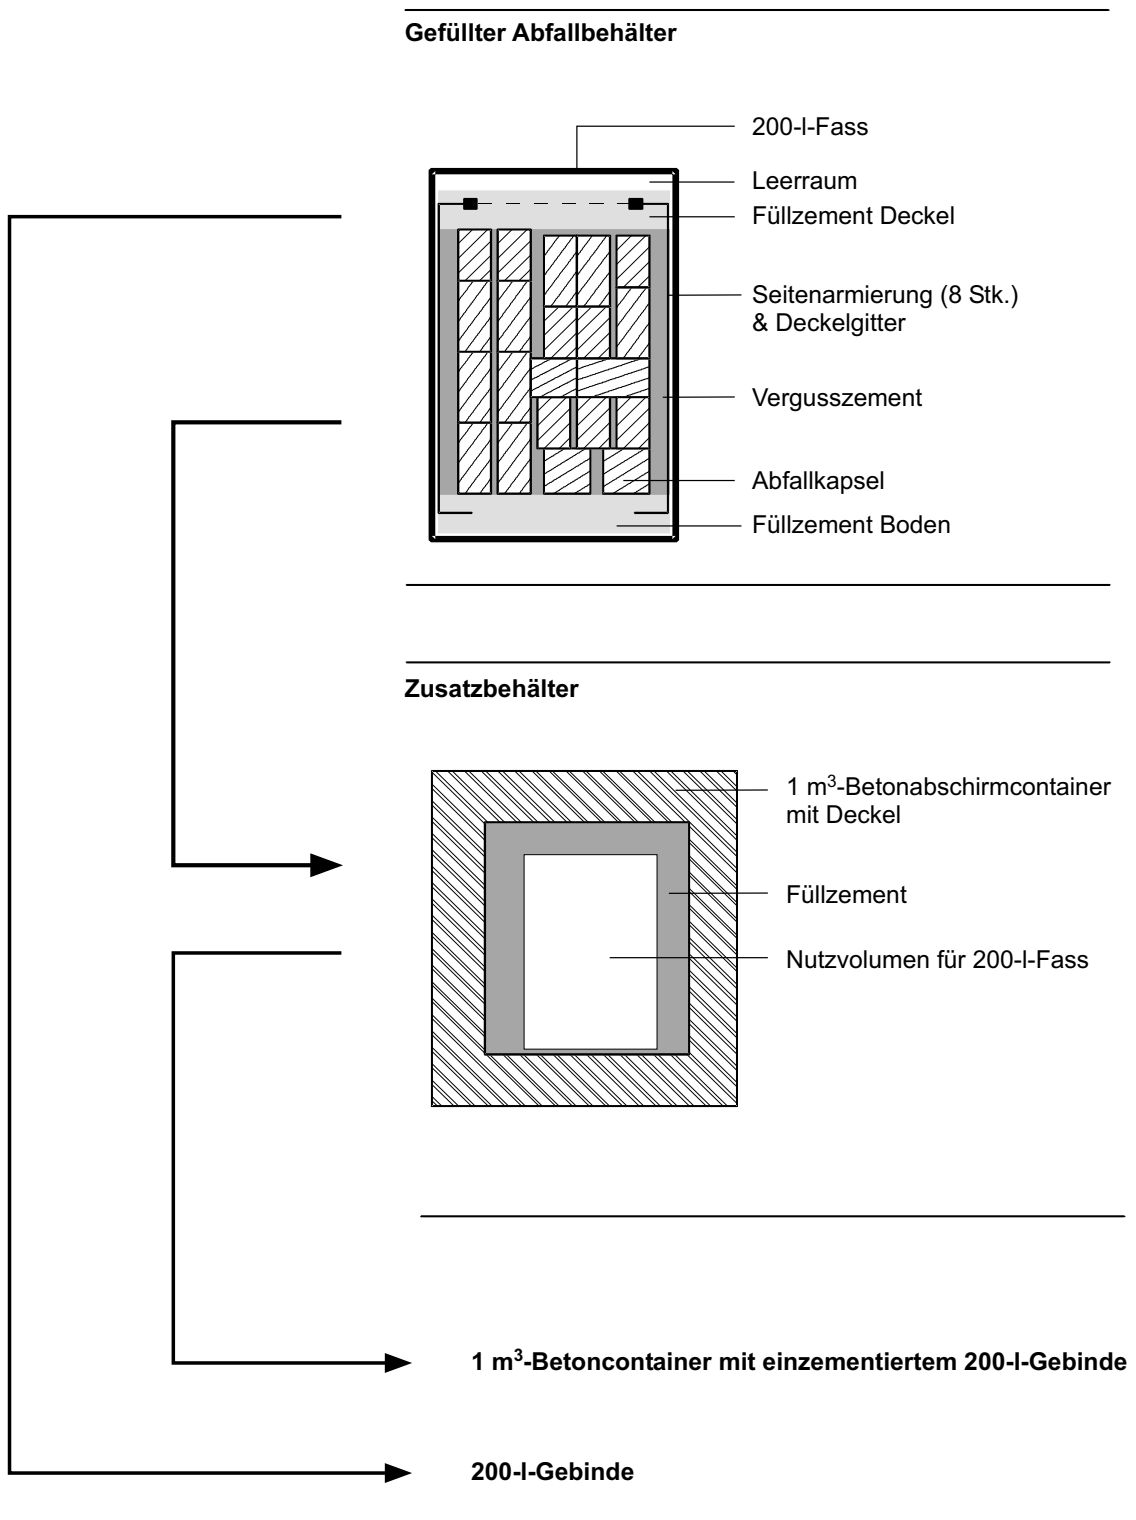 Gefüllter Abfallbehälter
200-l-Fass
Leerraum
Füllzement Deckel
Seitenarmierung (8 Stk.)
& Deckelgitter
Vergusszement
Abfallkapsel
Füllzement Boden
Zusatzbehälter
1 m³-Betonabschirmcontainer
mit Deckel
Füllzement
Nutzvolumen für 200-l-Fass
1 m³-Betoncontainer mit einzementiertem 200-l-Gebinde
200-l-Gebinde